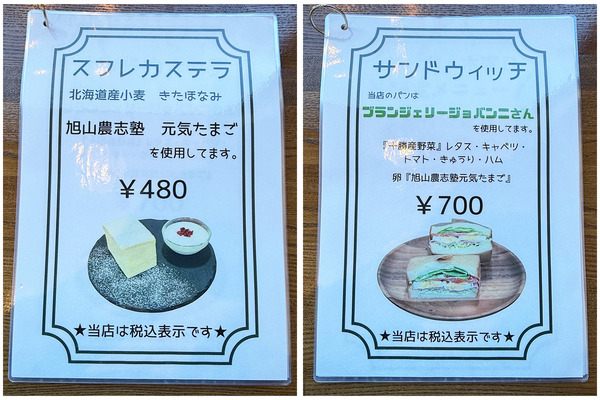 スフレカステラ
北海道産小麦 きたほなみ
旭山農志塾 元気たまご
を使用してます。
￥480
★当店は税込表示です★
サンドウィッチ
当店のパンは
ブランジェリージョバンニさん
を使用してます。
『十勝産野菜』レタス・キャベツ・
トマト・きゅうり・ハム
卵『旭山農志塾元気たまご』
￥700
★当店は税込表示です★